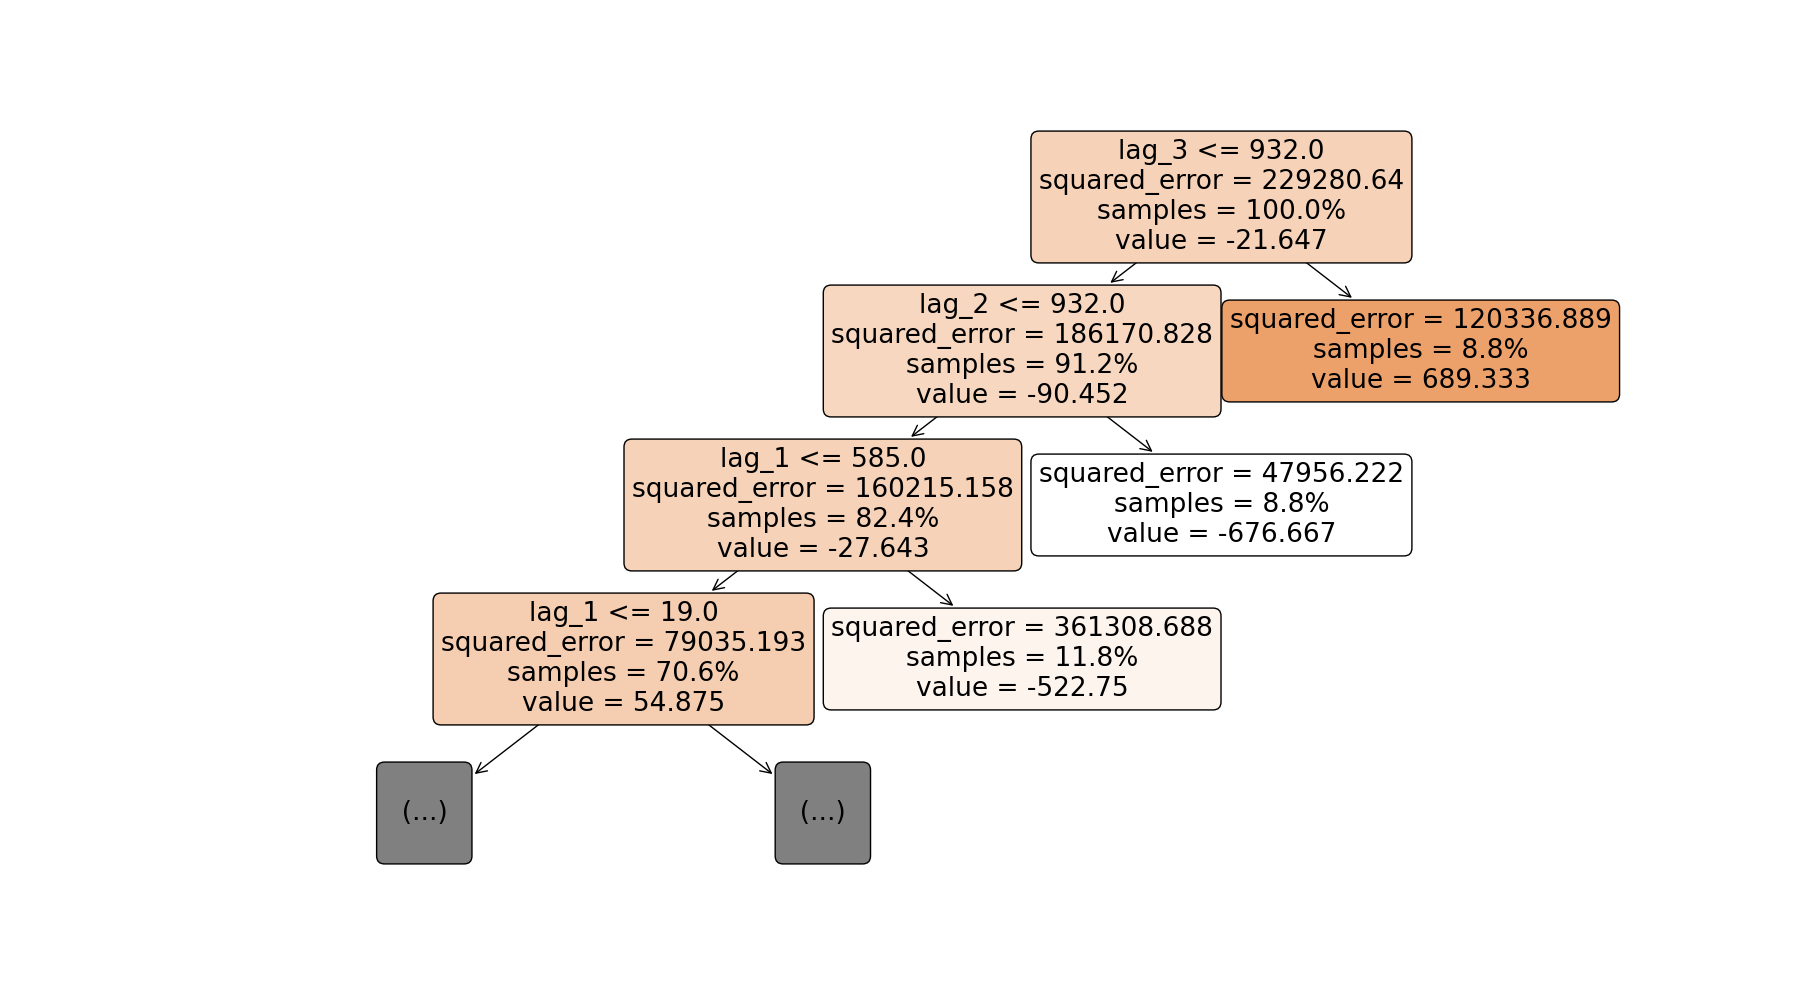 lag_3 <= 932.0
squared_error = 229280.64
samples = 100.0%
value = -21.647
lag_2 <= 932.0
squared_error = 186170.828
samples = 91.2%
value = -90.452
squared_error = 120336.889
samples = 8.8%
value = 689.333
lag_1 <= 585.0
squared_error = 160215.158
samples = 82.4%
value = -27.643
squared_error = 47956.222
samples = 8.8%
value = -676.667
lag_1 <= 19.0
squared_error = 79035.193
samples = 70.6%
value = 54.875
squared_error = 361308.688
samples = 11.8%
value = -522.75
(...)
(...)